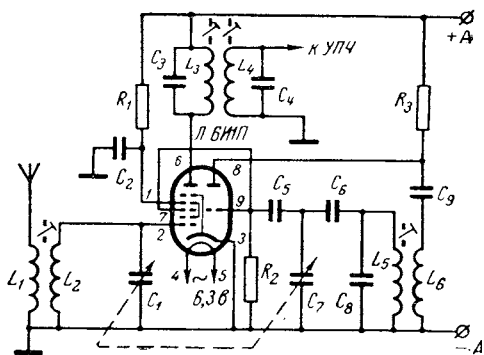 +A
C₃
L₃
L₄
к УПЧ
C₄
R₁
R₃
Л 6И1П
6
8
C₂
1
7
2
9
3
C₅
C₆
C₉
L₁
L₂
C₁
4 ~ 5
6,3 в
R₂
C₇
C₈
L₅
L₆
–A